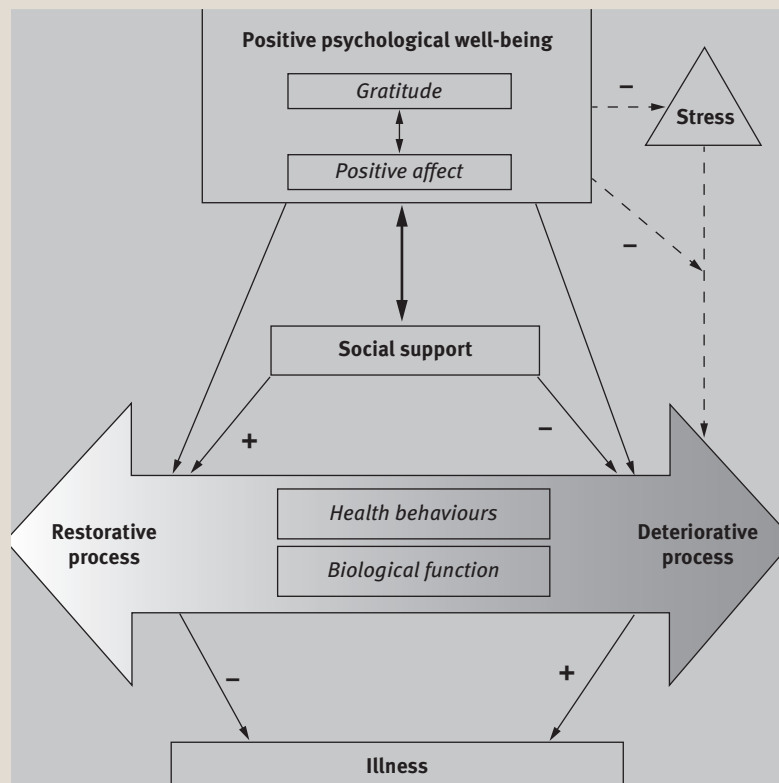 Positive psychological well-being
Gratitude
–
Stress
Positive affect
–
Social support
+
–
Health behaviours
Restorative
process
Deteriorative
process
Biological function
–
+
Illness